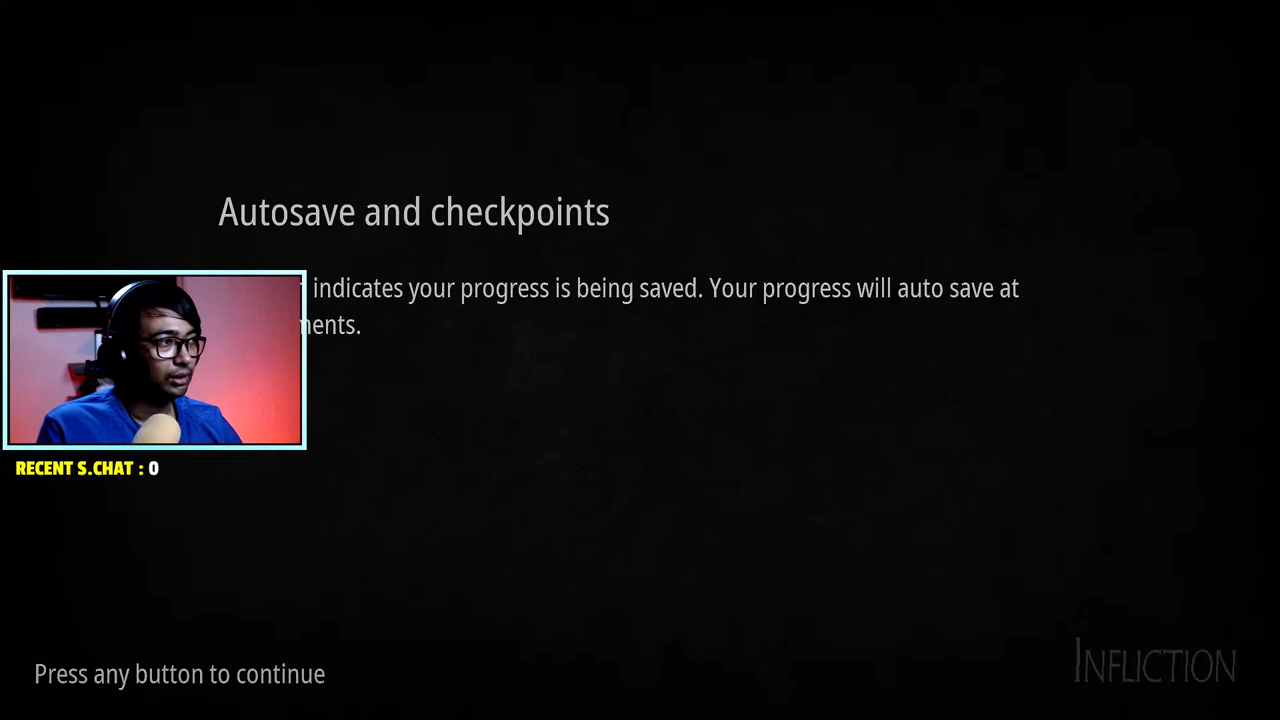 Autosave and checkpoints
indicates your progress is being saved. Your progress will auto save at
RECENT S.CHAT : 0
Press any button to continue
INFLICTION